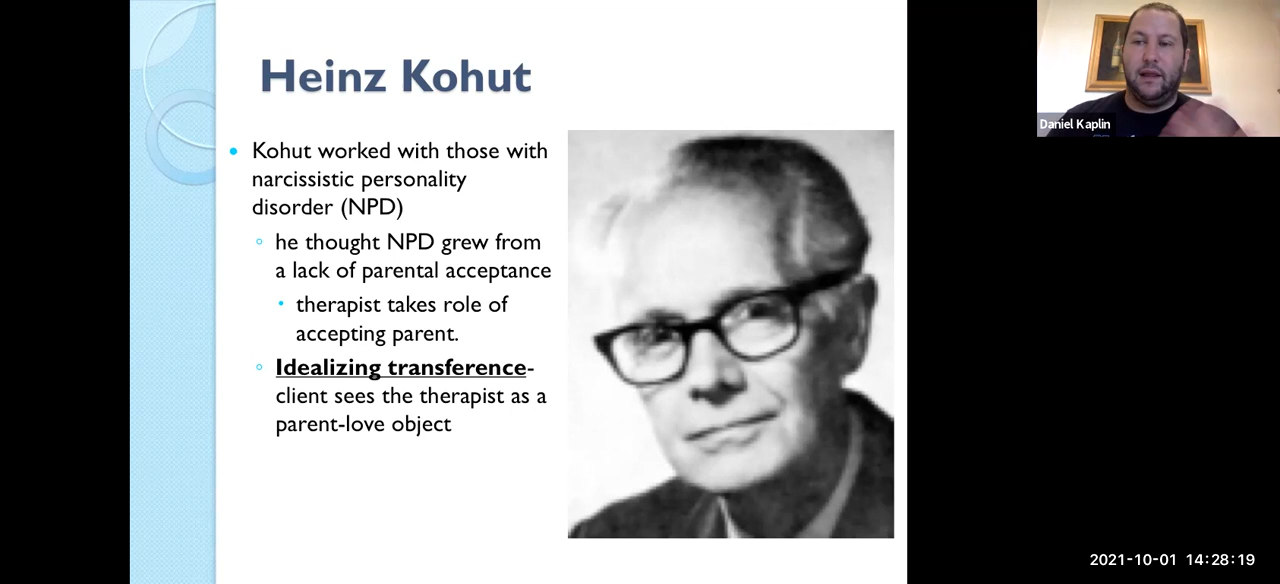 Heinz Kohut
Kohut worked with those with
narcissistic personality
disorder (NPD)
he thought NPD grew from
a lack of parental acceptance
therapist takes role of
accepting parent.
Idealizing transference-
client sees the therapist as a
parent-love object
Daniel Kaplin
2021-10-01 14:28:19